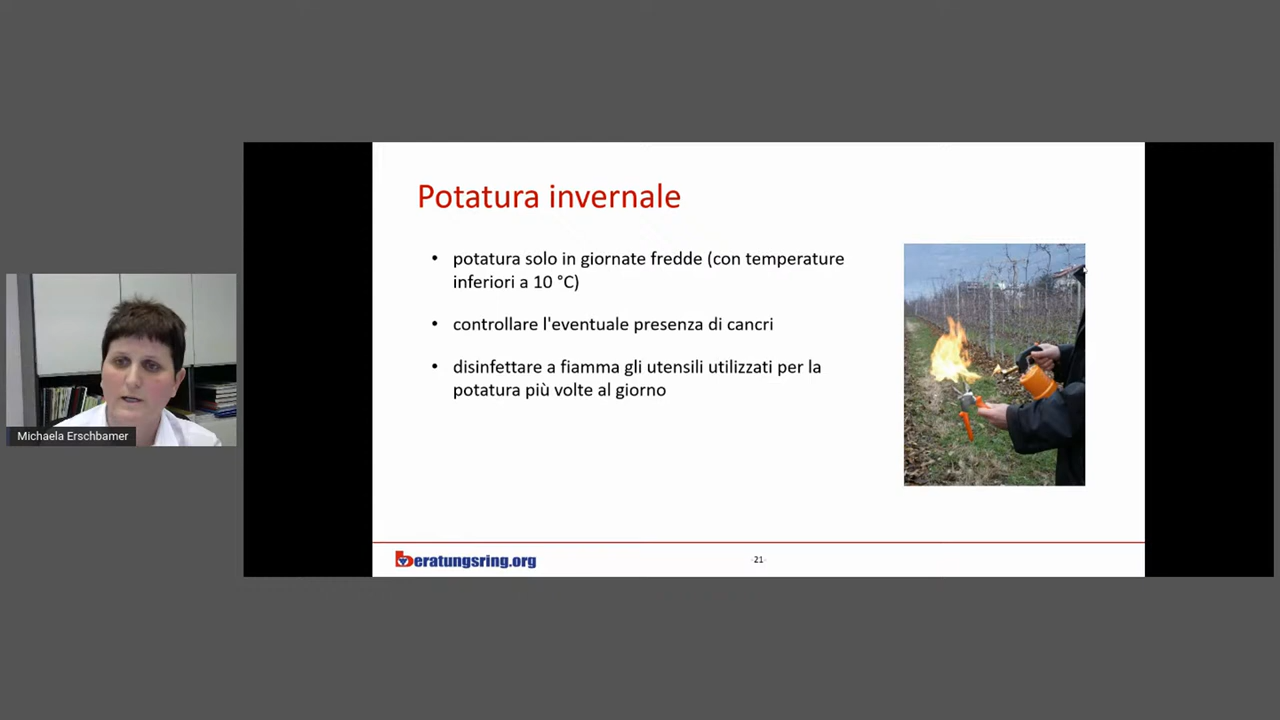 Potatura invernale
• potatura solo in giornate fredde (con temperature
inferiori a 10 °C)
• controllare l'eventuale presenza di cancri
• disinfettare a fiamma gli utensili utilizzati per la
potatura più volte al giorno
Michaela Erschbamer
beratungsring.org
21